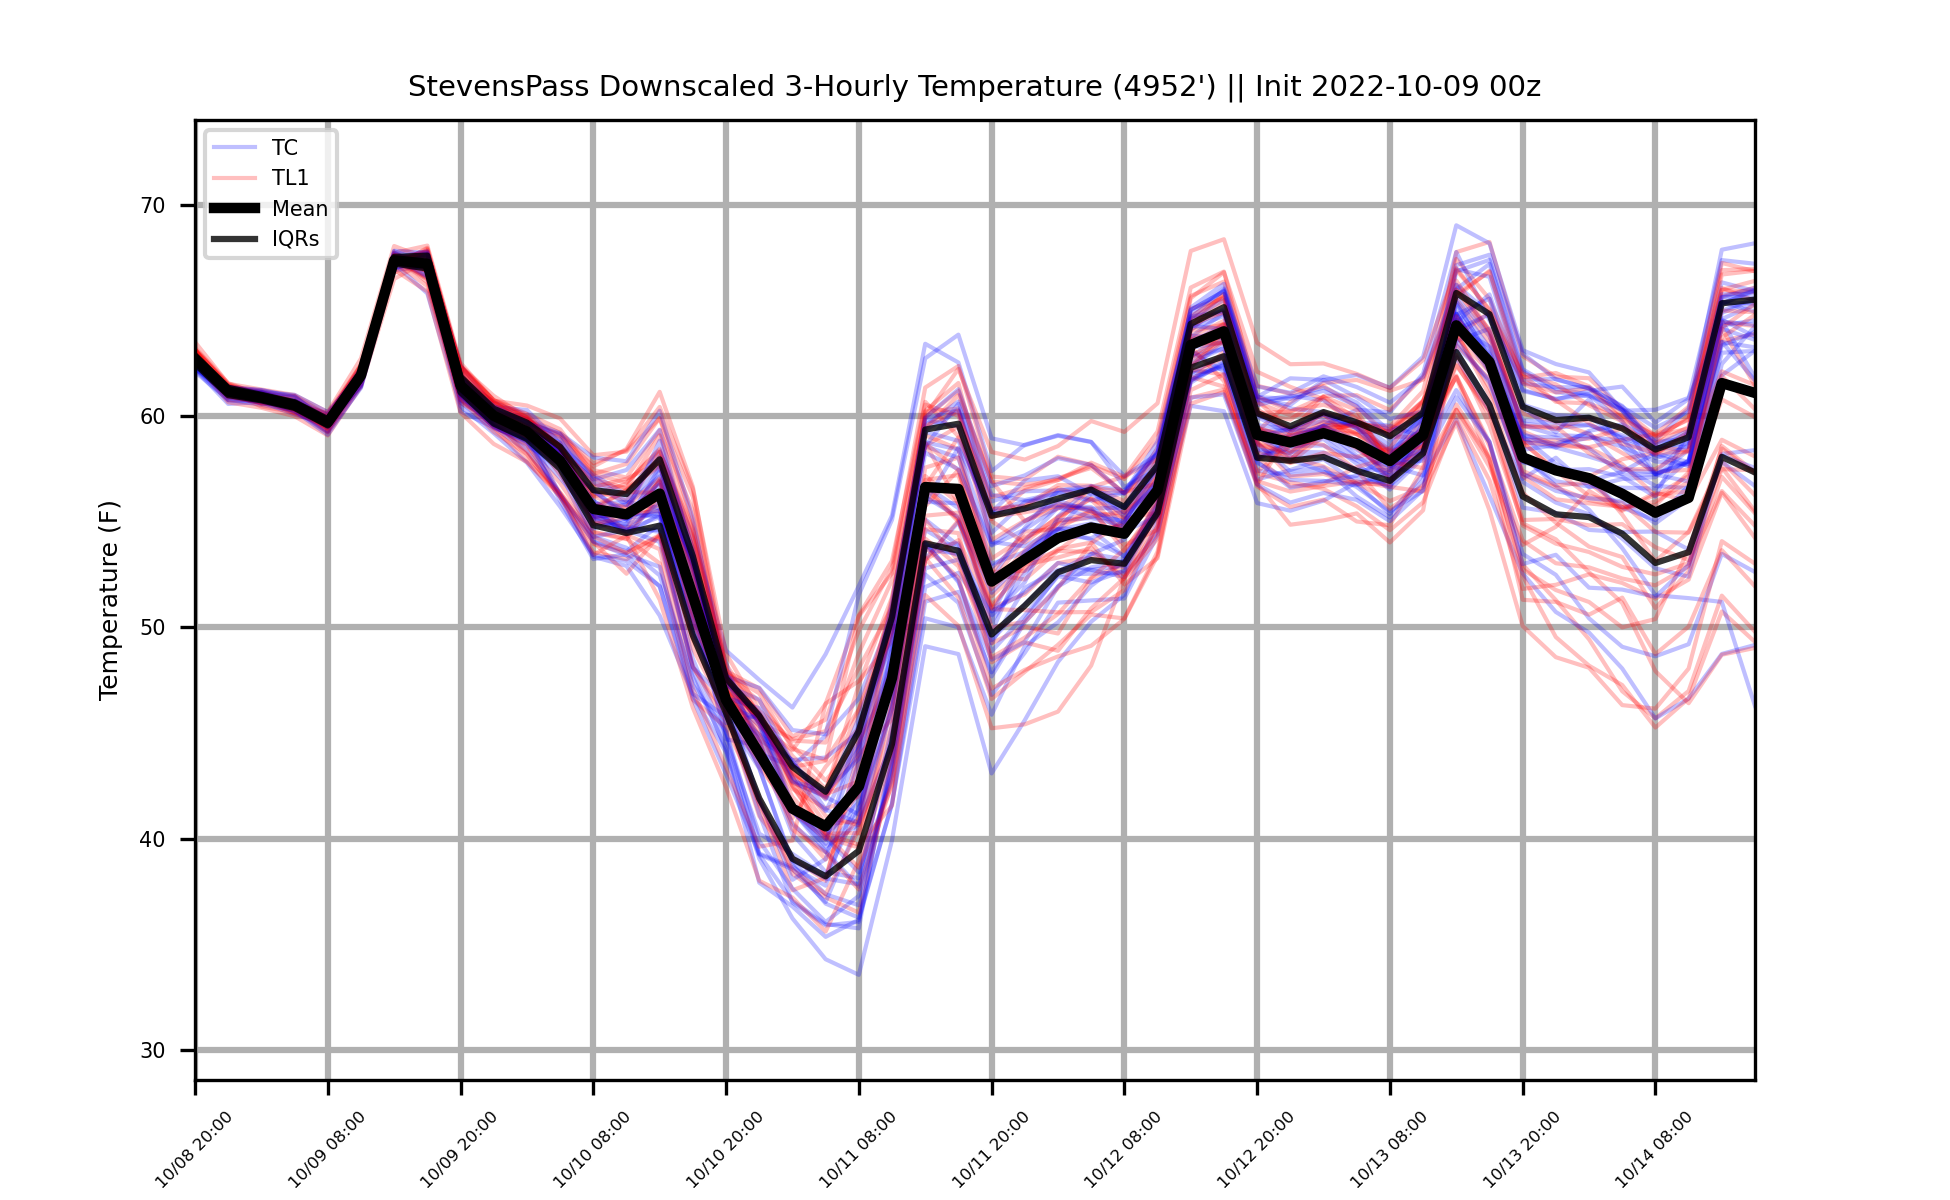 StevensPass Downscaled 3-Hourly Temperature (4952') || Init 2022-10-09 00z
TC
TL1
Mean
IQRs
Temperature (F)
70
60
50
40
30
10/08 20:00
10/09 08:00
10/09 20:00
10/10 08:00
10/10 20:00
10/11 08:00
10/11 20:00
10/12 08:00
10/12 20:00
10/13 08:00
10/13 20:00
10/14 08:00